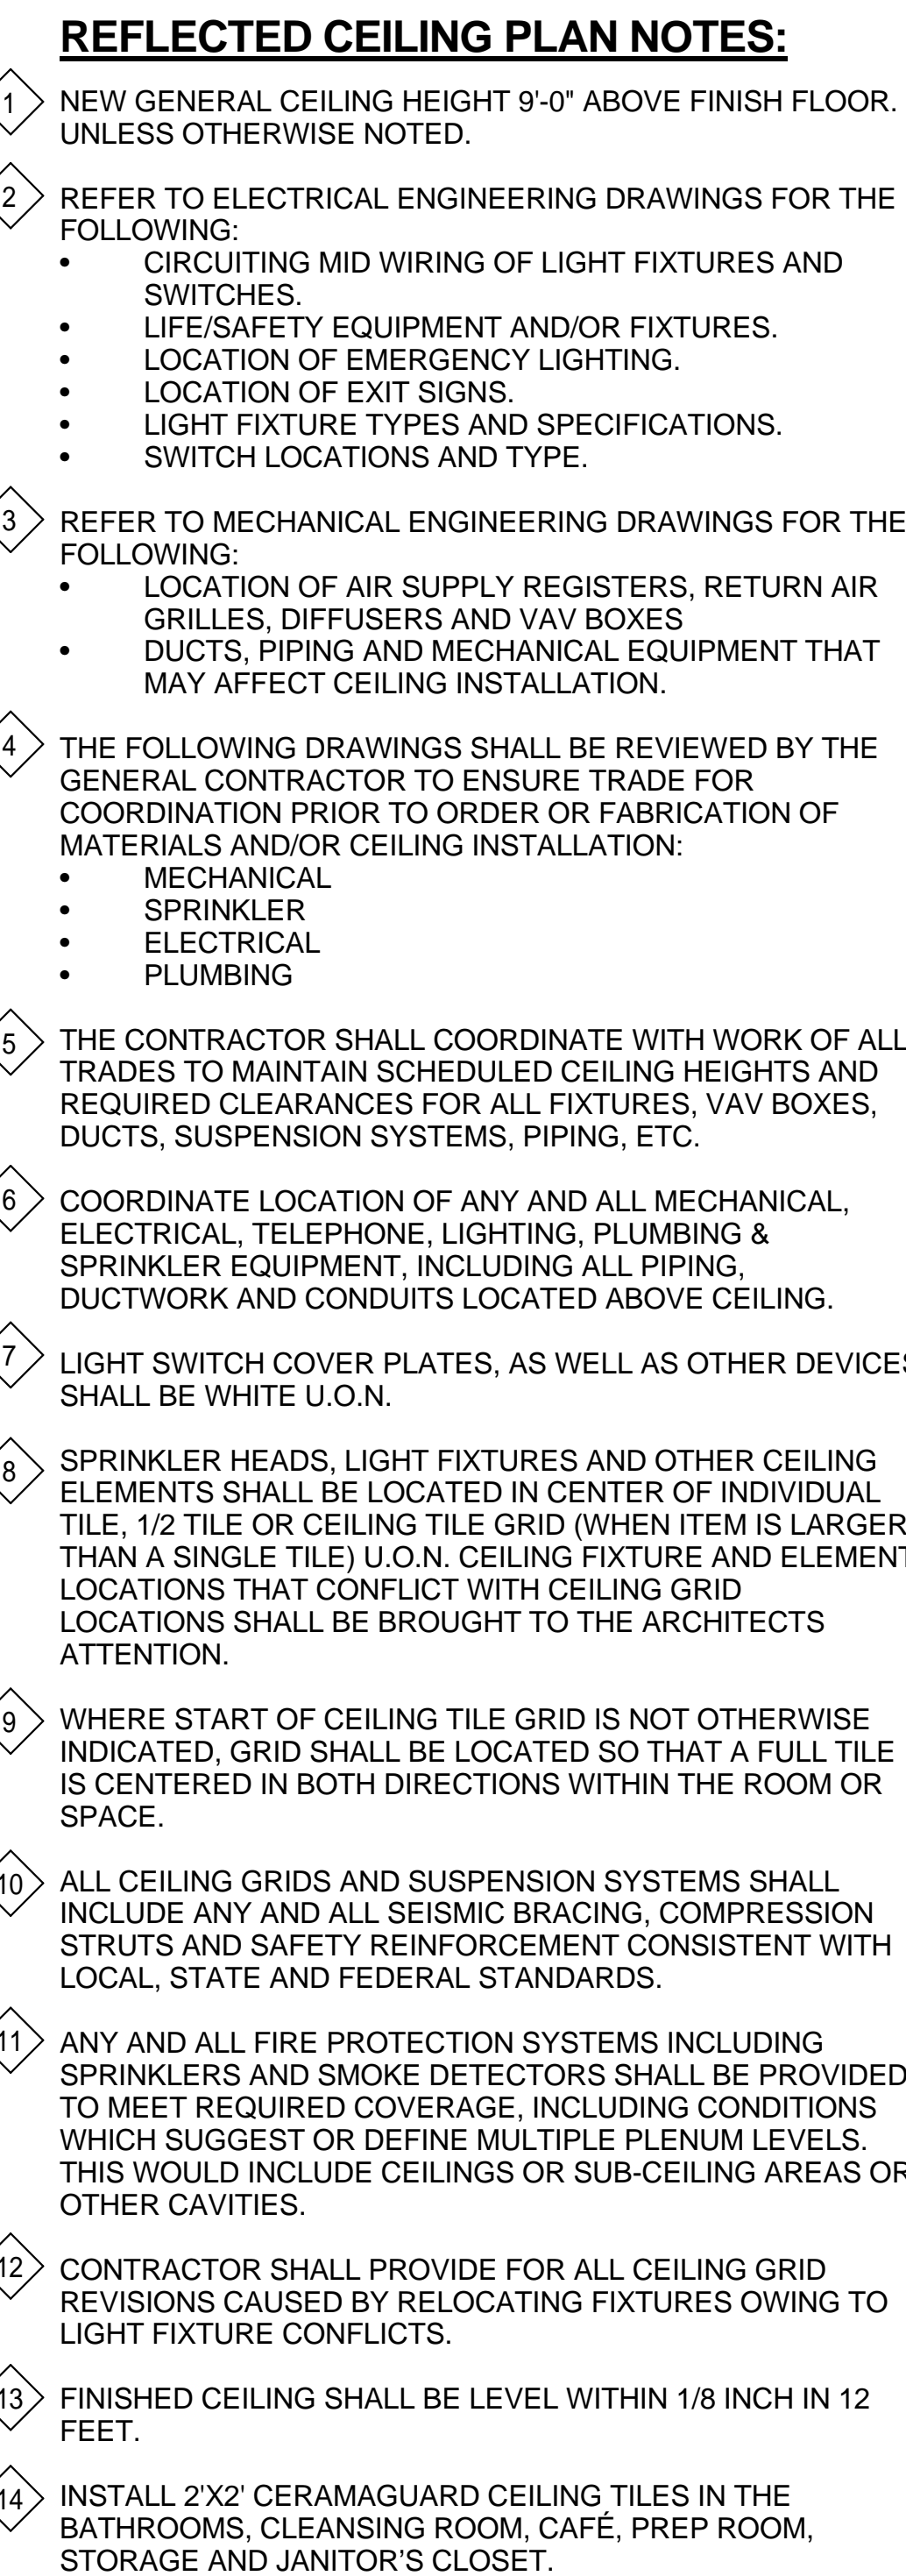 REFLECTED CEILING PLAN NOTES:
1 NEW GENERAL CEILING HEIGHT 9'-0" ABOVE FINISH FLOOR.
UNLESS OTHERWISE NOTED.
2 REFER TO ELECTRICAL ENGINEERING DRAWINGS FOR THE
FOLLOWING:
• CIRCUITING MID WIRING OF LIGHT FIXTURES AND
SWITCHES.
• LIFE/SAFETY EQUIPMENT AND/OR FIXTURES.
• LOCATION OF EMERGENCY LIGHTING.
• LOCATION OF EXIT SIGNS.
• LIGHT FIXTURE TYPES AND SPECIFICATIONS.
• SWITCH LOCATIONS AND TYPE.
3 REFER TO MECHANICAL ENGINEERING DRAWINGS FOR THE
FOLLOWING:
• LOCATION OF AIR SUPPLY REGISTERS, RETURN AIR
GRILLES, DIFFUSERS AND VAV BOXES
• DUCTS, PIPING AND MECHANICAL EQUIPMENT THAT
MAY AFFECT CEILING INSTALLATION.
4 THE FOLLOWING DRAWINGS SHALL BE REVIEWED BY THE
GENERAL CONTRACTOR TO ENSURE TRADE FOR
COORDINATION PRIOR TO ORDER OR FABRICATION OF
MATERIALS AND/OR CEILING INSTALLATION:
• MECHANICAL
• SPRINKLER
• ELECTRICAL
• PLUMBING
5 THE CONTRACTOR SHALL COORDINATE WITH WORK OF ALL
TRADES TO MAINTAIN SCHEDULED CEILING HEIGHTS AND
REQUIRED CLEARANCES FOR ALL FIXTURES, VAV BOXES,
DUCTS, SUSPENSION SYSTEMS, PIPING, ETC.
6 COORDINATE LOCATION OF ANY AND ALL MECHANICAL,
ELECTRICAL, TELEPHONE, LIGHTING, PLUMBING &
SPRINKLER EQUIPMENT, INCLUDING ALL PIPING,
DUCTWORK AND CONDUITS LOCATED ABOVE CEILING.
7 LIGHT SWITCH COVER PLATES, AS WELL AS OTHER DEVICES
SHALL BE WHITE U.O.N.
8 SPRINKLER HEADS, LIGHT FIXTURES AND OTHER CEILING
ELEMENTS SHALL BE LOCATED IN CENTER OF INDIVIDUAL
TILE, 1/2 TILE OR CEILING TILE GRID (WHEN ITEM IS LARGER
THAN A SINGLE TILE) U.O.N. CEILING FIXTURE AND ELEMENT
LOCATIONS THAT CONFLICT WITH CEILING GRID
LOCATIONS SHALL BE BROUGHT TO THE ARCHITECTS
ATTENTION.
9 WHERE START OF CEILING TILE GRID IS NOT OTHERWISE
INDICATED, GRID SHALL BE LOCATED SO THAT A FULL TILE
IS CENTERED IN BOTH DIRECTIONS WITHIN THE ROOM OR
SPACE.
10 ALL CEILING GRIDS AND SUSPENSION SYSTEMS SHALL
INCLUDE ANY AND ALL SEISMIC BRACING, COMPRESSION
STRUTS AND SAFETY REINFORCEMENT CONSISTENT WITH
LOCAL, STATE AND FEDERAL STANDARDS.
11 ANY AND ALL FIRE PROTECTION SYSTEMS INCLUDING
SPRINKLERS AND SMOKE DETECTORS SHALL BE PROVIDED
TO MEET REQUIRED COVERAGE, INCLUDING CONDITIONS
WHICH SUGGEST OR DEFINE MULTIPLE PLENUM LEVELS.
THIS WOULD INCLUDE CEILINGS OR SUB-CEILING AREAS OR
OTHER CAVITIES.
12 CONTRACTOR SHALL PROVIDE FOR ALL CEILING GRID
REVISIONS CAUSED BY RELOCATING FIXTURES OWING TO
LIGHT FIXTURE CONFLICTS.
13 FINISHED CEILING SHALL BE LEVEL WITHIN 1/8 INCH IN 12
FEET.
14 INSTALL 2'X2' CERAMAGUARD CEILING TILES IN THE
BATHROOMS, CLEANSING ROOM, CAFÉ, PREP ROOM,
STORAGE AND JANITOR'S CLOSET.